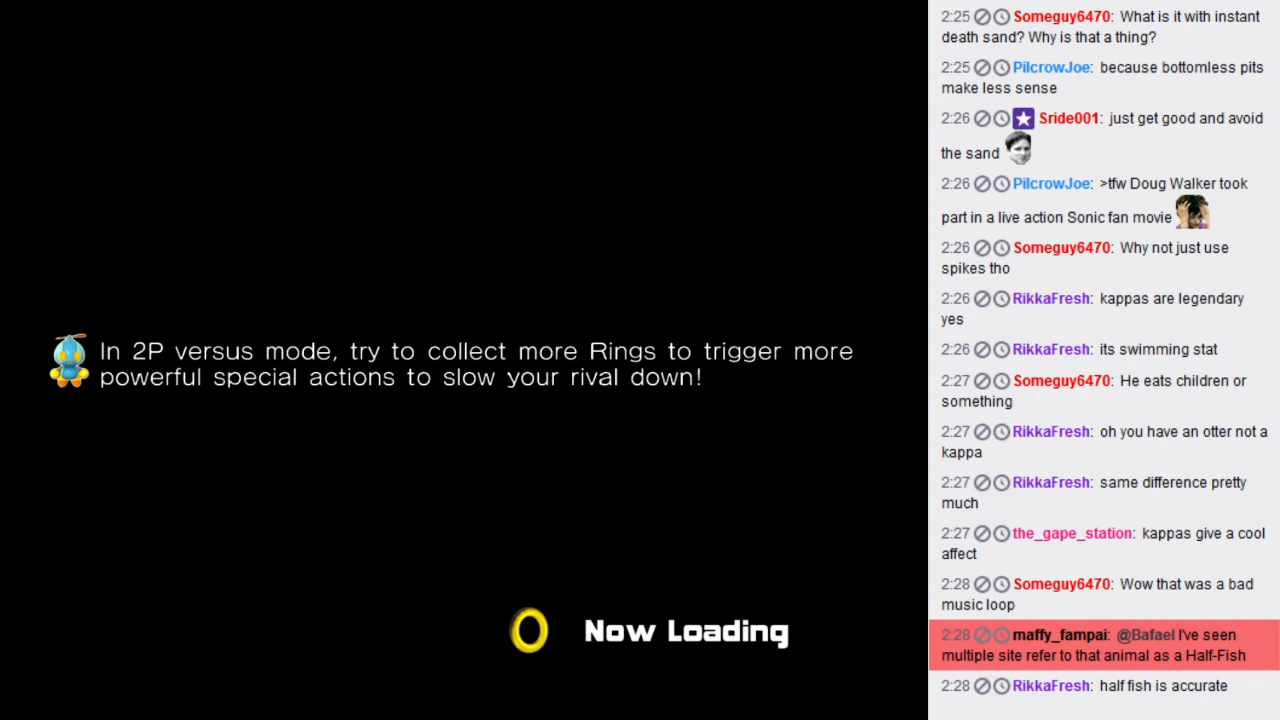 In 2P versus mode, try to collect more Rings to trigger more
powerful special actions to slow your rival down!
Now Loading
2:25 Someguy6470: What is it with instant
death sand? Why is that a thing?
2:25 PilcrowJoe: because bottomless pits
make less sense
2:26 Sride001: just get good and avoid
the sand
2:26 PilcrowJoe: >tfw Doug Walker took
part in a live action Sonic fan movie
2:26 Someguy6470: Why not just use
spikes tho
2:26 RikkaFresh: kappas are legendary
yes
2:26 RikkaFresh: its swimming stat
2:27 Someguy6470: He eats children or
something
2:27 RikkaFresh: oh you have an otter not a
kappa
2:27 RikkaFresh: same difference pretty
much
2:27 the_gape_station: kappas give a cool
affect
2:28 Someguy6470: Wow that was a bad
music loop
2:28 maffy_fampai: @Bafael I've seen
multiple site refer to that animal as a Half-Fish
2:28 RikkaFresh: half fish is accurate